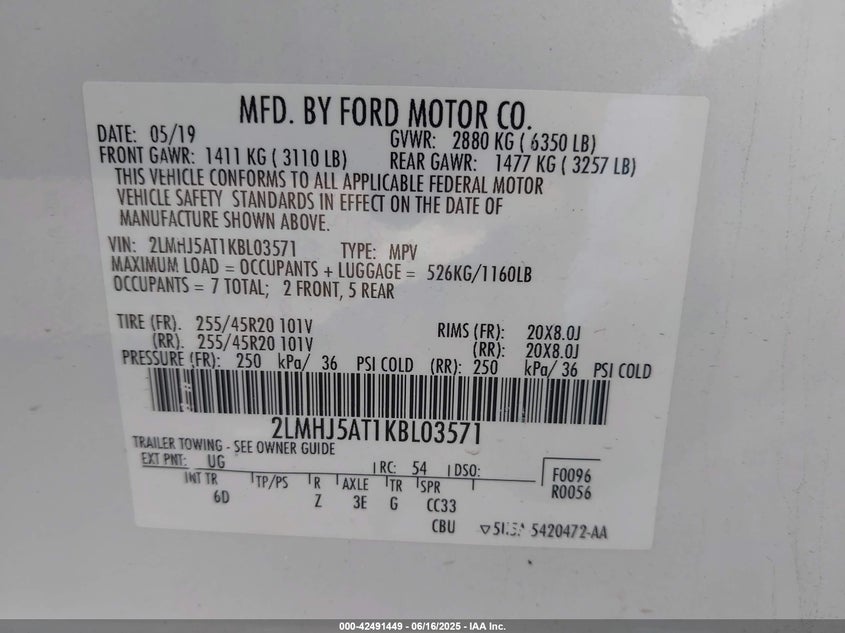 MFD. BY FORD MOTOR CO.
DATE: 05/19 GVWR: 2880 KG ( 6350 LB)
FRONT GAWR: 1411 KG ( 3110 LB) REAR GAWR: 1477 KG ( 3257 LB)
THIS VEHICLE CONFORMS TO ALL APPLICABLE FEDERAL MOTOR
VEHICLE SAFETY STANDARDS IN EFFECT ON THE DATE OF
MANUFACTURE SHOWN ABOVE.
VIN: 2LMHJ5AT1KBL03571 TYPE: MPV
MAXIMUM LOAD = OCCUPANTS + LUGGAGE = 526KG/1160LB
OCCUPANTS = 7 TOTAL; 2 FRONT, 5 REAR
TIRE (FR). 255/45R20 101V RIMS (FR): 20X8.0J
(RR). 255/45R20 101V (RR): 20X8.0J
PRESSURE (FR): 250 kPa/ 36 PSI COLD (RR): 250 kPa/ 36 PSI COLD
2LMHJ5AT1KBL03571
TRAILER TOWING - SEE OWNER GUIDE
EXT PNT: UG RC: 54 DSO: F0096
INT TR TP/PS R AXLE TR SPR R0056
6D Z 3E G CC33
CBU 5420472-AA
000-42491449 - 06/16/2025 - IAA Inc.